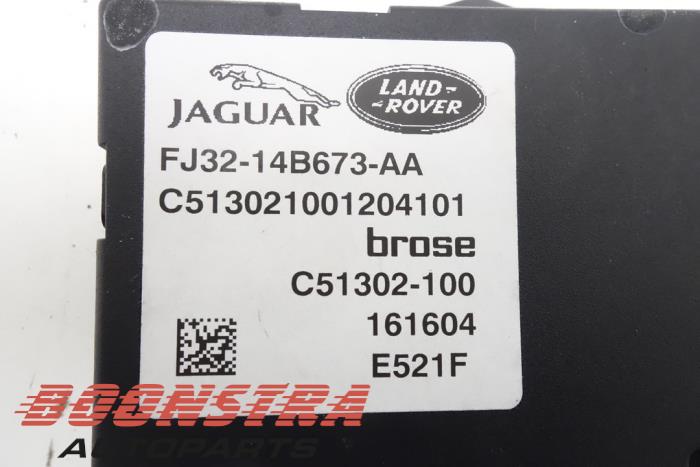 JAGUAR
LAND-
-ROVER
FJ32-14B673-AA
C513021001204101
brose
C51302-100
161604
E521F
BOONSTRA
AUTOPARTS